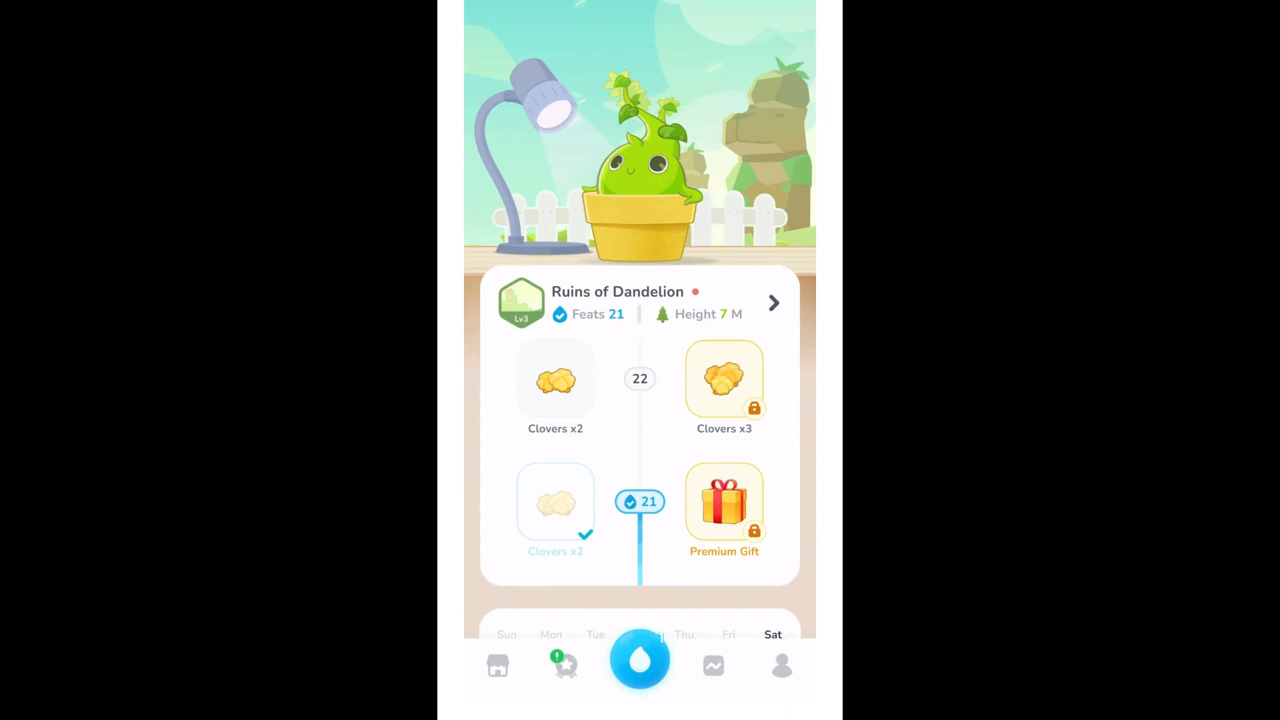 Ruins of Dandelion
Lv3
Feats 21
Height 7 M
22
Clovers x2
Clovers x3
21
Clovers x2
Premium Gift
Sun Mon Tue Thu Fri Sat